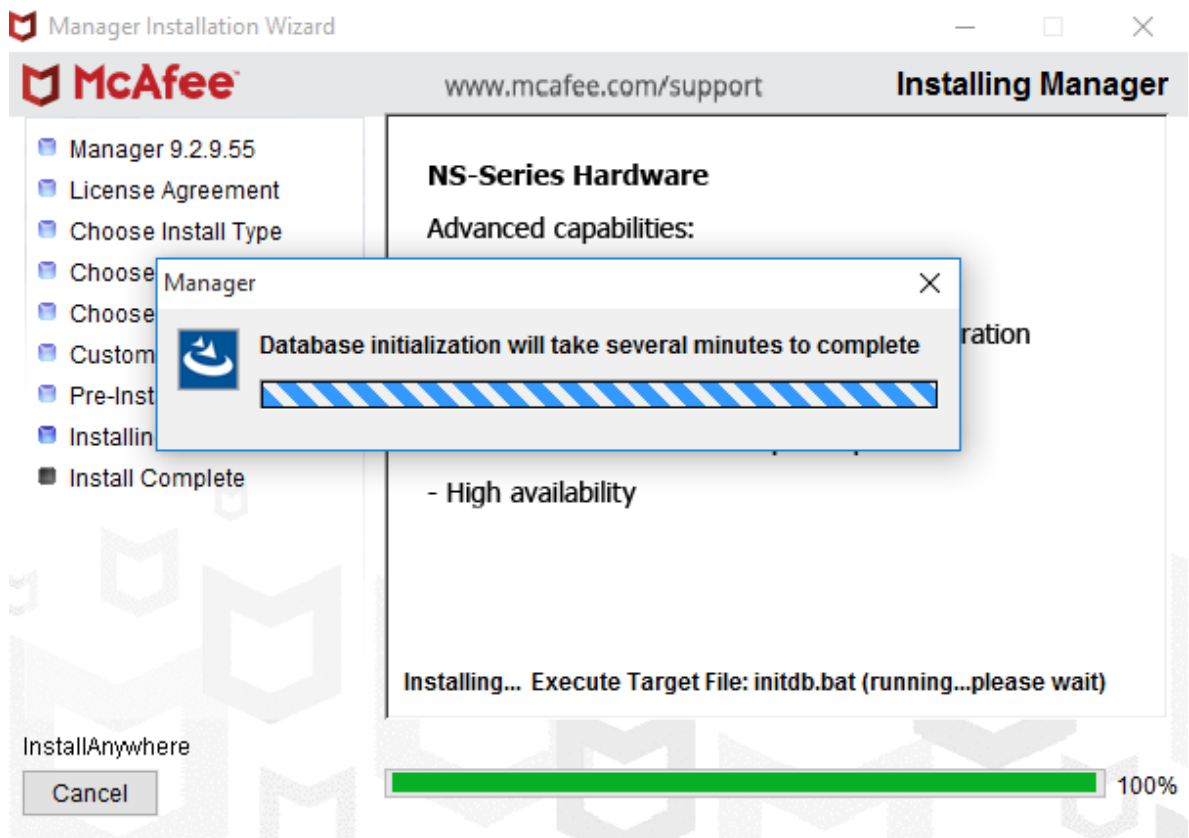 Manager Installation Wizard
McAfee
www.mcafee.com/support
Installing Manager
Manager 9.2.9.55
License Agreement
Choose Install Type
Choose
Choose
Custom
Pre-Inst
Installin
Install Complete
NS-Series Hardware
Advanced capabilities:
ration
Manager
Database initialization will take several minutes to complete
- High availability
Installing... Execute Target File: initdb.bat (running...please wait)
InstallAnywhere
Cancel
100%